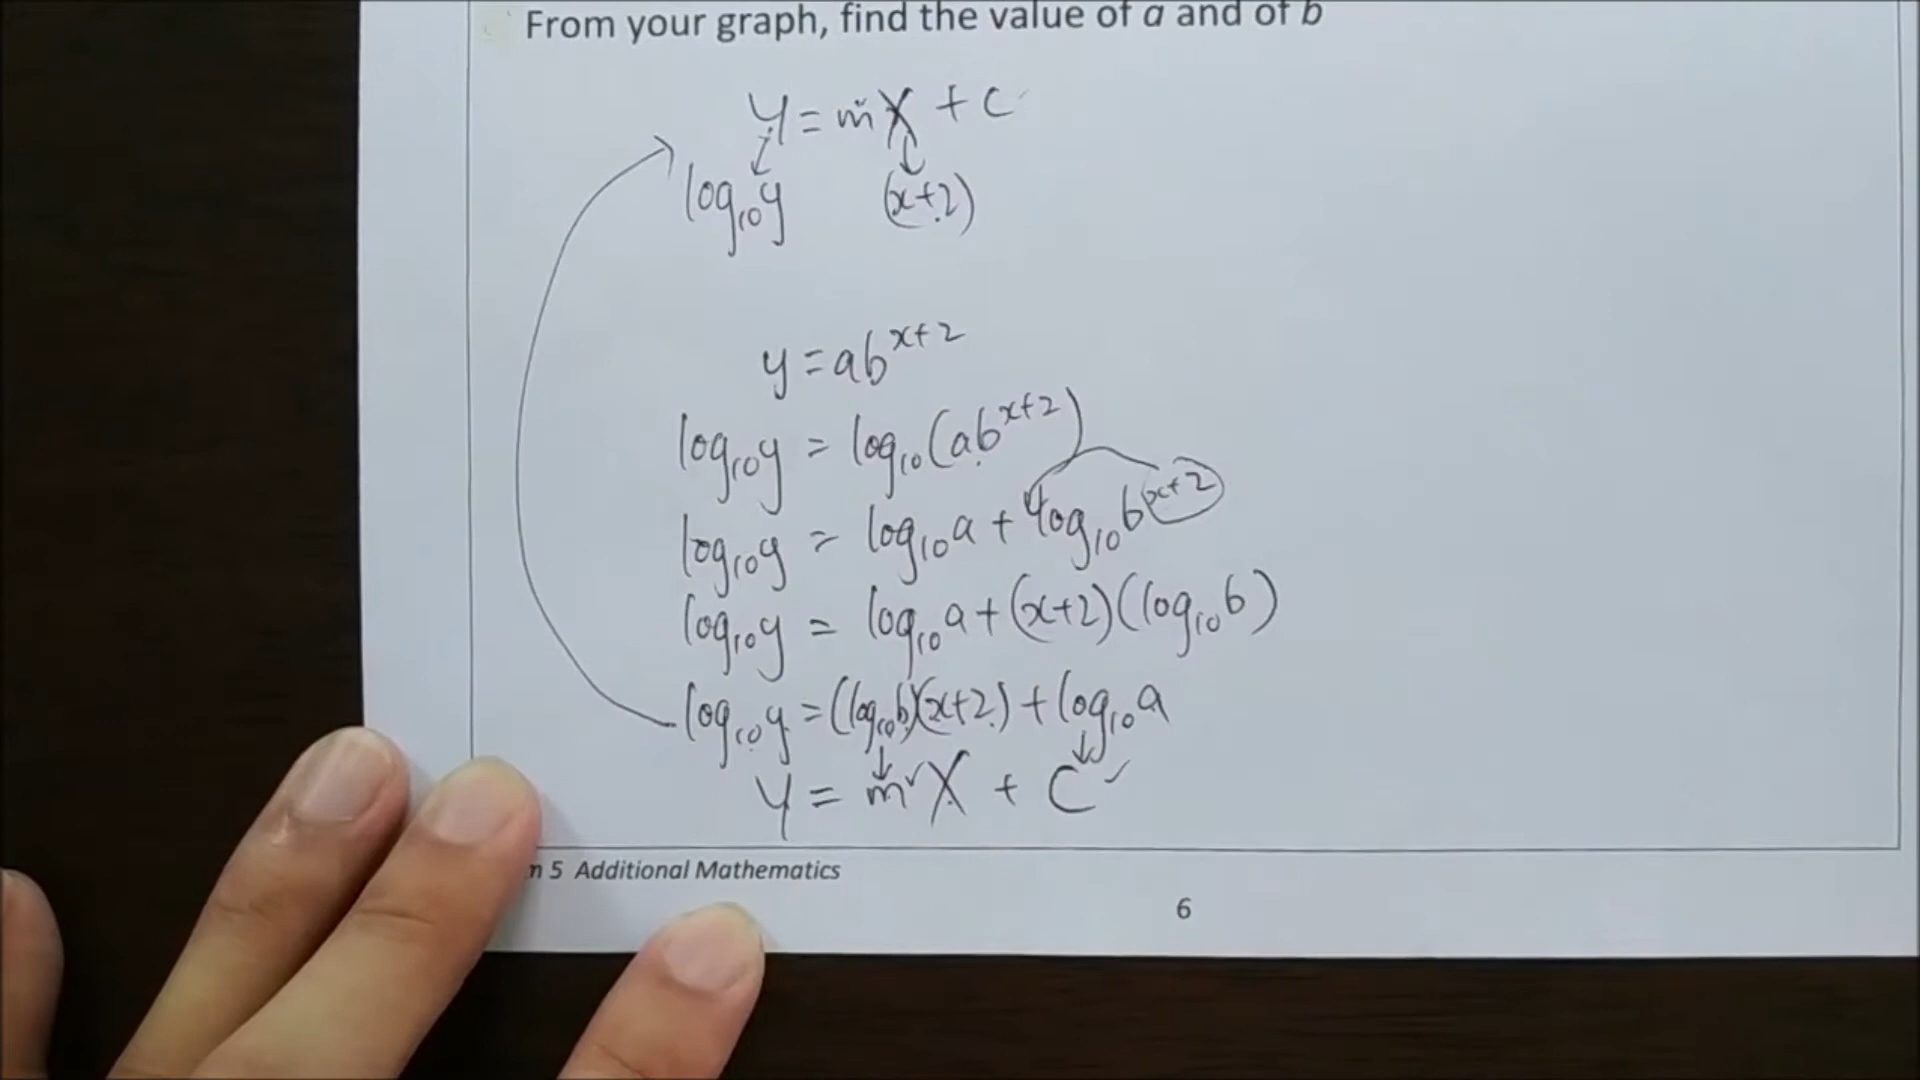 From your graph, find the value of a and of b
Y = mX + C
log₁₀y (x+2)
y = ab^(x+2)
log₁₀y = log₁₀(ab^(x+2))
log₁₀y = log₁₀a + log₁₀b^(x+2)
log₁₀y = log₁₀a + (x+2)(log₁₀b)
log₁₀y = (log₁₀b)(x+2) + log₁₀a
Y = mX + C
5 Additional Mathematics
6